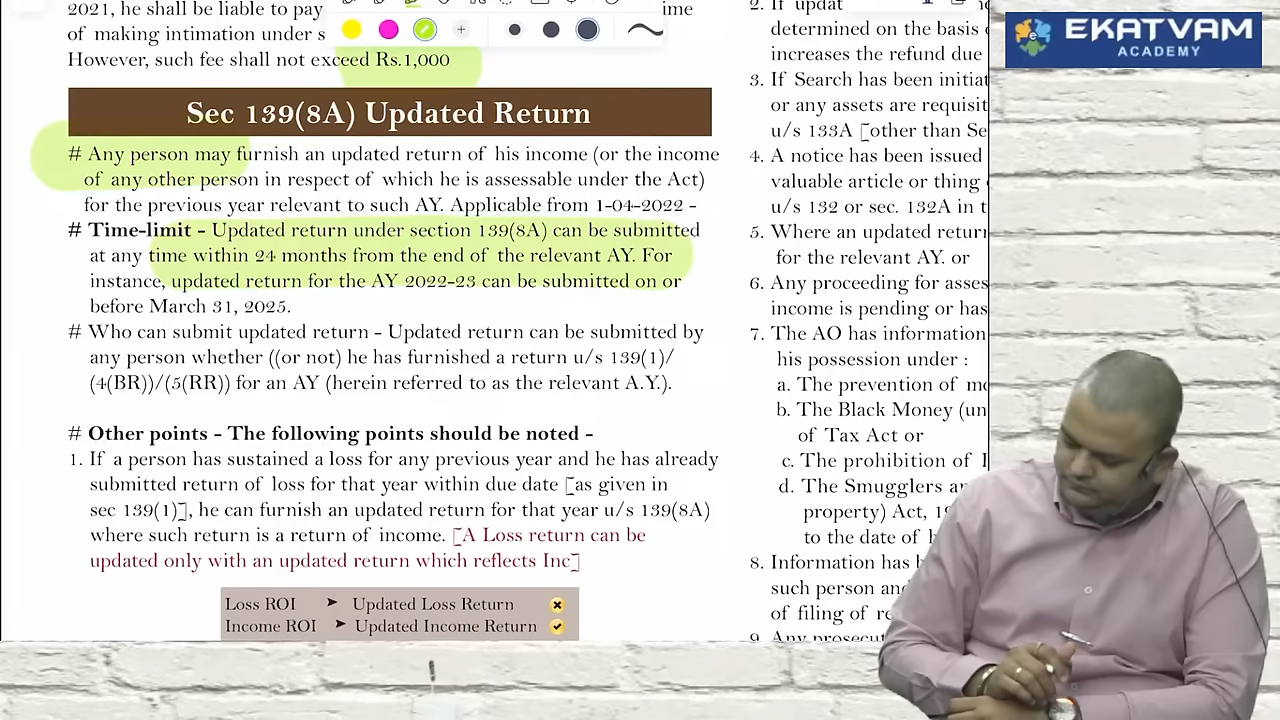 2021, he shall be liable to pay
of making intimation under s
However, such fee shall not exceed Rs.1,000
Sec 139(8A) Updated Return
# Any person may furnish an updated return of his income (or the income
of any other person in respect of which he is assessable under the Act)
for the previous year relevant to such AY. Applicable from 1-04-2022 -
# Time-limit - Updated return under section 139(8A) can be submitted
at any time within 24 months from the end of the relevant AY. For
instance, updated return for the AY 2022-23 can be submitted on or
before March 31, 2025.
# Who can submit updated return - Updated return can be submitted by
any person whether ((or not) he has furnished a return u/s 139(1)/
(4(BR))/(5(RR)) for an AY (herein referred to as the relevant A.Y.).
# Other points - The following points should be noted -
1. If a person has sustained a loss for any previous year and he has already
submitted return of loss for that year within due date [as given in
sec 139(1)], he can furnish an updated return for that year u/s 139(8A)
where such return is a return of income. [A Loss return can be
updated only with an updated return which reflects Inc]
Loss ROI ➤ Updated Loss Return
Income ROI ➤ Updated Income Return
2. If updat
determined on the basis
increases the refund due
3. If Search has been initiat
or any assets are requisit
u/s 133A [other than Se
4. A notice has been issued
valuable article or thing
u/s 132 or sec. 132A in t
5. Where an updated return
for the relevant AY. or
6. Any proceeding for asses
income is pending or has
7. The AO has information
his possession under :
a. The prevention of mo
b. The Black Money (un
of Tax Act or
c. The prohibition of
d. The Smugglers a
property) Act, 19
to the date of
8. Information has
such person and
of filing of re
9. Any prosecut
EKATVAM
ACADEMY